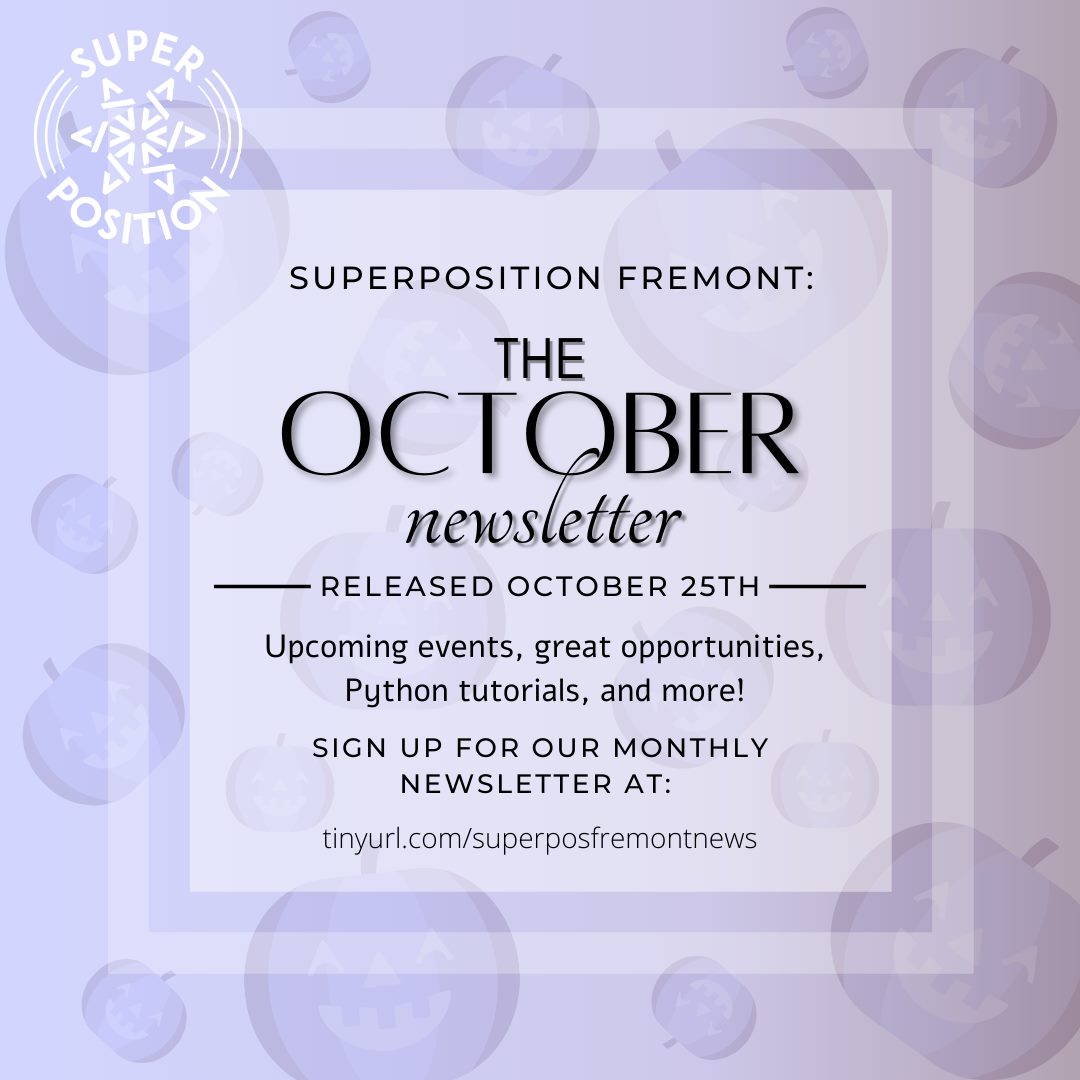 SUPER
POSITION
SUPERPOSITION FREMONT:
THE
OCTOBER
newsletter
RELEASED OCTOBER 25TH
Upcoming events, great opportunities,
Python tutorials, and more!
SIGN UP FOR OUR MONTHLY
NEWSLETTER AT:
tinyurl.com/superposfremontnews